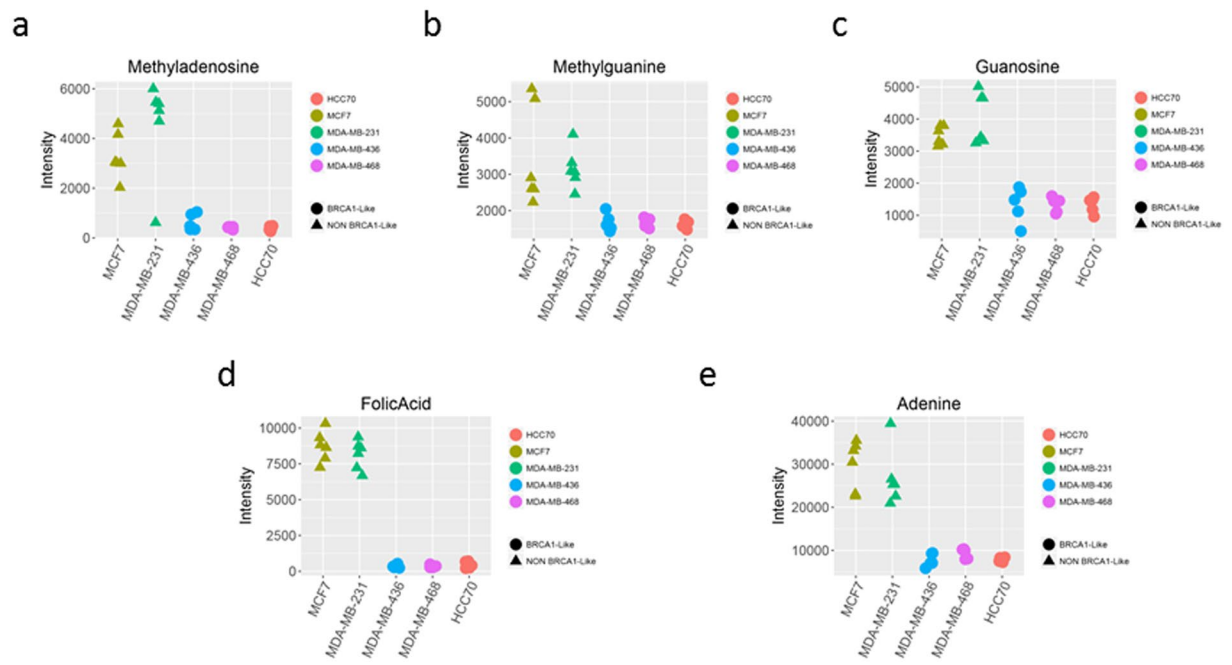 a
Methyladenosine
Intensity
6000
4000
2000
0
MCF7
MDA-MB-231
MDA-MB-436
MDA-MB-468
HCC70
HCC70
MCF7
MDA-MB-231
MDA-MB-436
MDA-MB-468
BRCA1-Like
NON BRCA1-Like
b
Methylguanine
Intensity
5000
4000
3000
2000
MCF7
MDA-MB-231
MDA-MB-436
MDA-MB-468
HCC70
HCC70
MCF7
MDA-MB-231
MDA-MB-436
MDA-MB-468
BRCA1-Like
NON BRCA1-Like
c
Guanosine
Intensity
5000
4000
3000
2000
1000
MCF7
MDA-MB-231
MDA-MB-436
MDA-MB-468
HCC70
HCC70
MCF7
MDA-MB-231
MDA-MB-436
MDA-MB-468
BRCA1-Like
NON BRCA1-Like
d
FolicAcid
Intensity
10000
7500
5000
2500
0
MCF7
MDA-MB-231
MDA-MB-436
MDA-MB-468
HCC70
HCC70
MCF7
MDA-MB-231
MDA-MB-436
MDA-MB-468
BRCA1-Like
NON BRCA1-Like
e
Adenine
Intensity
40000
30000
20000
10000
MCF7
MDA-MB-231
MDA-MB-436
MDA-MB-468
HCC70
HCC70
MCF7
MDA-MB-231
MDA-MB-436
MDA-MB-468
BRCA1-Like
NON BRCA1-Like